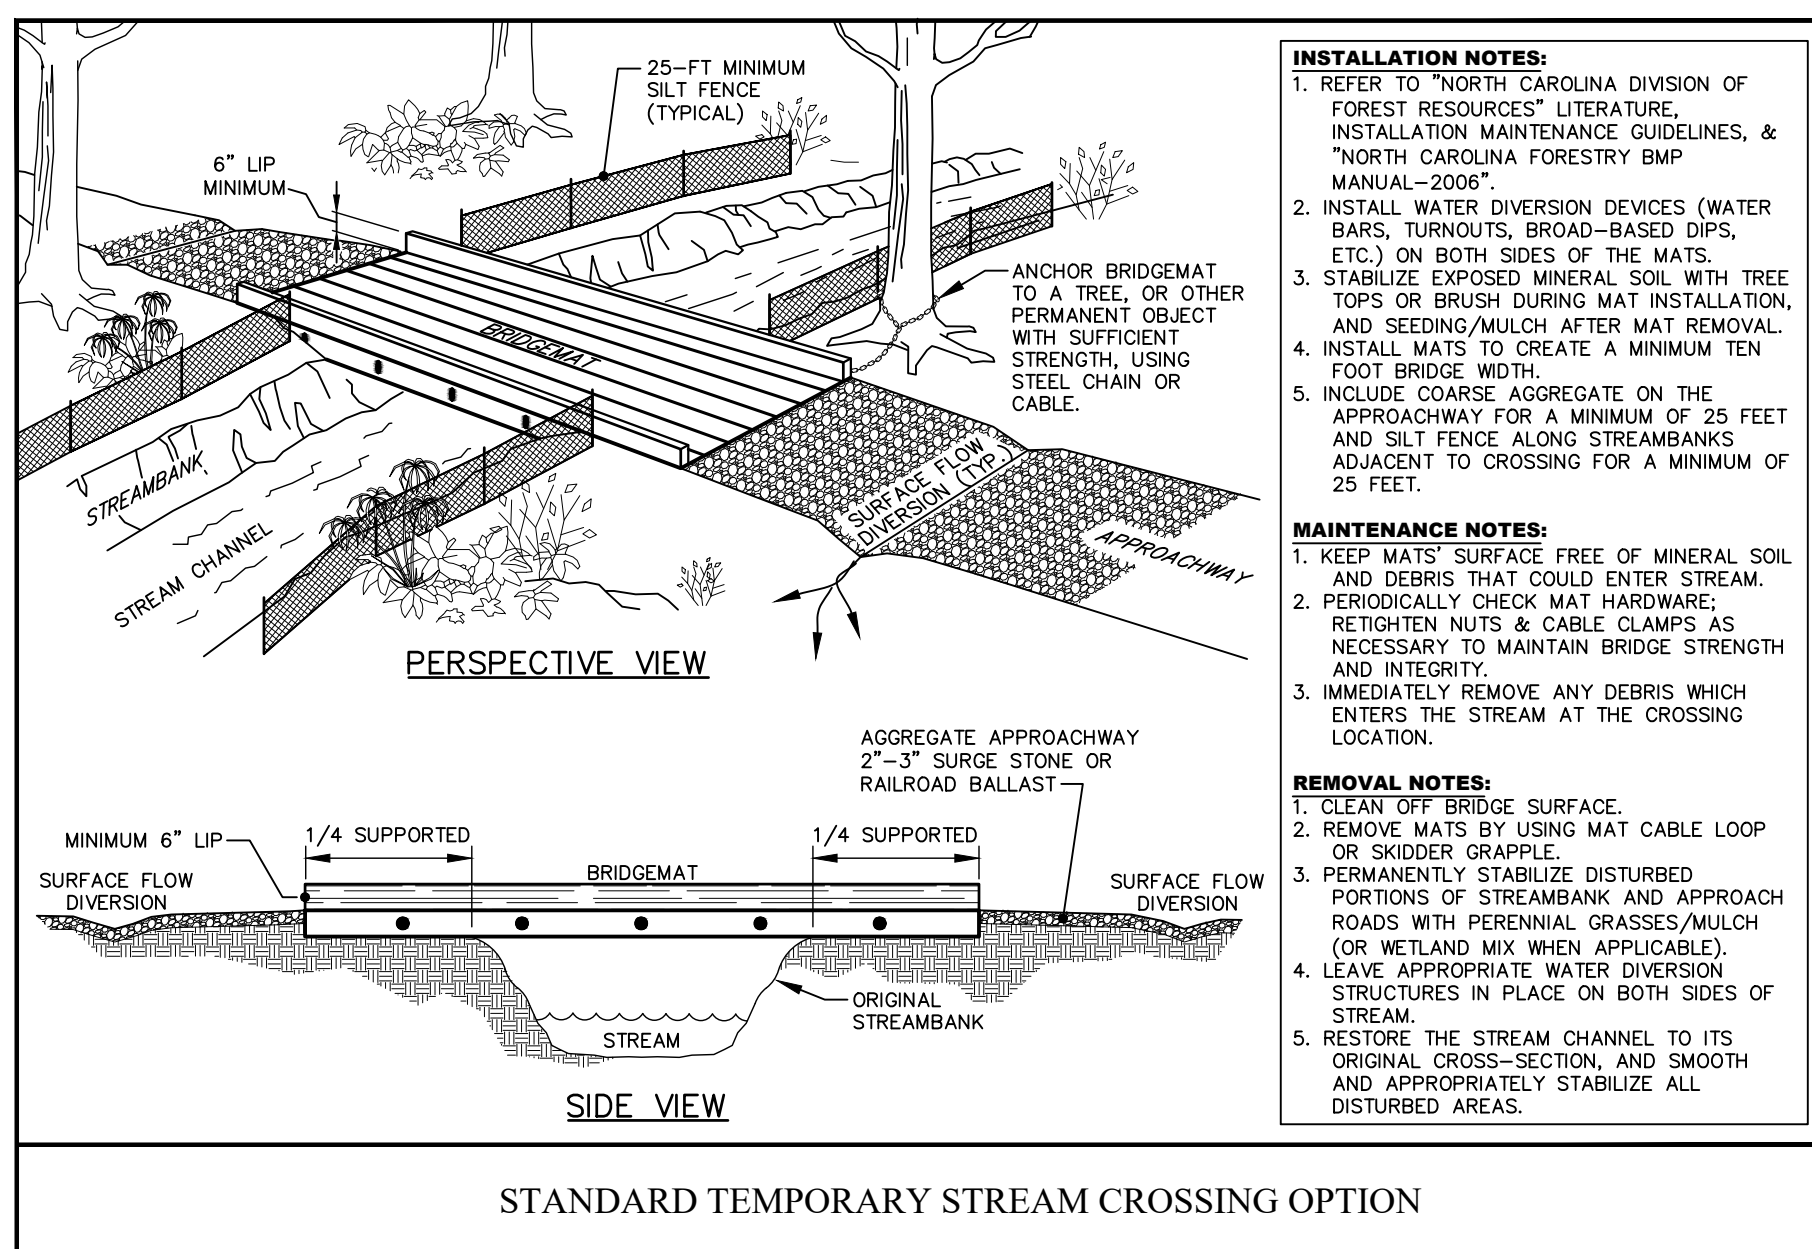 25-FT MINIMUM
SILT FENCE
(TYPICAL)
6" LIP
MINIMUM
ANCHOR BRIDGEMAT
TO A TREE, OR OTHER
PERMANENT OBJECT
WITH SUFFICIENT
STRENGTH, USING
STEEL CHAIN OR
CABLE.
BRIDGEMAT
STREAMBANK
STREAM CHANNEL
SURFACE FLOW
DIVERSION (TYP.)
APPROACHWAY
PERSPECTIVE VIEW
AGGREGATE APPROACHWAY
2"-3" SURGE STONE OR
RAILROAD BALLAST
MINIMUM 6" LIP
1/4 SUPPORTED
1/4 SUPPORTED
BRIDGEMAT
SURFACE FLOW
DIVERSION
SURFACE FLOW
DIVERSION
ORIGINAL
STREAMBANK
STREAM
SIDE VIEW
INSTALLATION NOTES:
1. REFER TO "NORTH CAROLINA DIVISION OF
FOREST RESOURCES" LITERATURE,
INSTALLATION MAINTENANCE GUIDELINES, &
"NORTH CAROLINA FORESTRY BMP
MANUAL-2006".
2. INSTALL WATER DIVERSION DEVICES (WATER
BARS, TURNOUTS, BROAD-BASED DIPS,
ETC.) ON BOTH SIDES OF THE MATS.
3. STABILIZE EXPOSED MINERAL SOIL WITH TREE
TOPS OR BRUSH DURING MAT INSTALLATION,
AND SEEDING/MULCH AFTER MAT REMOVAL.
4. INSTALL MATS TO CREATE A MINIMUM TEN
FOOT BRIDGE WIDTH.
5. INCLUDE COARSE AGGREGATE ON THE
APPROACHWAY FOR A MINIMUM OF 25 FEET
AND SILT FENCE ALONG STREAMBANKS
ADJACENT TO CROSSING FOR A MINIMUM OF
25 FEET.
MAINTENANCE NOTES:
1. KEEP MATS' SURFACE FREE OF MINERAL SOIL
AND DEBRIS THAT COULD ENTER STREAM.
2. PERIODICALLY CHECK MAT HARDWARE;
RETIGHTEN NUTS & CABLE CLAMPS AS
NECESSARY TO MAINTAIN BRIDGE STRENGTH
AND INTEGRITY.
3. IMMEDIATELY REMOVE ANY DEBRIS WHICH
ENTERS THE STREAM AT THE CROSSING
LOCATION.
REMOVAL NOTES:
1. CLEAN OFF BRIDGE SURFACE.
2. REMOVE MATS BY USING MAT CABLE LOOP
OR SKIDDER GRAPPLE.
3. PERMANENTLY STABILIZE DISTURBED
PORTIONS OF STREAMBANK AND APPROACH
ROADS WITH PERENNIAL GRASSES/MULCH
(OR WETLAND MIX WHEN APPLICABLE).
4. LEAVE APPROPRIATE WATER DIVERSION
STRUCTURES IN PLACE ON BOTH SIDES OF
STREAM.
5. RESTORE THE STREAM CHANNEL TO ITS
ORIGINAL CROSS-SECTION, AND SMOOTH
AND APPROPRIATELY STABILIZE ALL
DISTURBED AREAS.
STANDARD TEMPORARY STREAM CROSSING OPTION